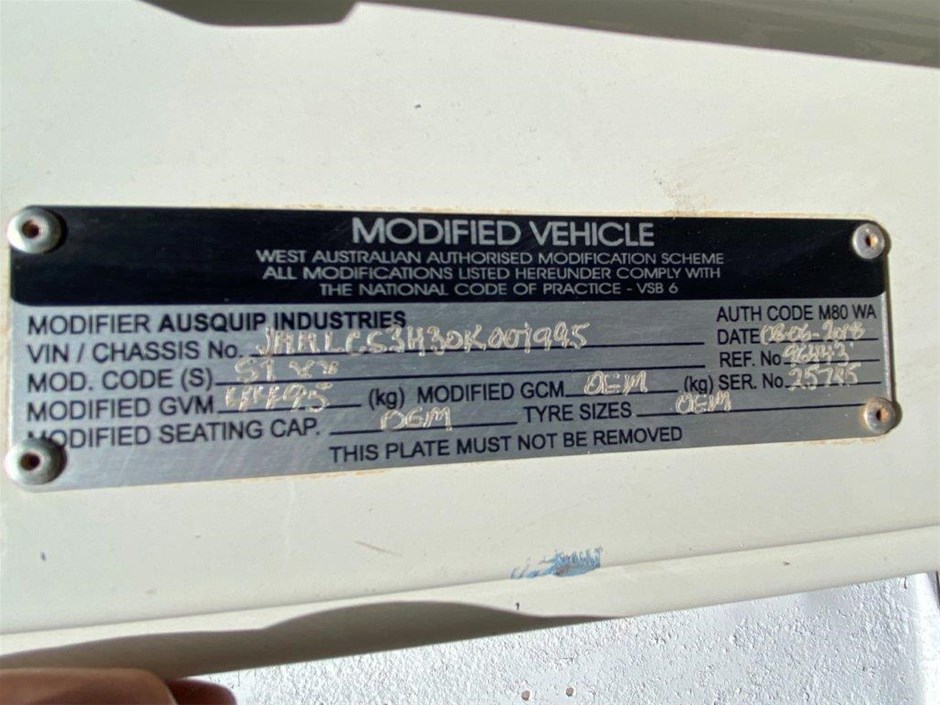 MODIFIED VEHICLE
WEST AUSTRALIAN AUTHORISED MODIFICATION SCHEME
ALL MODIFICATIONS LISTED HEREUNDER COMPLY WITH
THE NATIONAL CODE OF PRACTICE - VSB 6
MODIFIER AUSQUIP INDUSTRIES AUTH CODE M80 WA
VIN / CHASSIS No. DATE
MOD. CODE (S) S1 REF. No
MODIFIED GVM 4495 (kg) MODIFIED GCM OEM (kg) SER. No. 25785
MODIFIED SEATING CAP. OEM TYRE SIZES OEM
THIS PLATE MUST NOT BE REMOVED